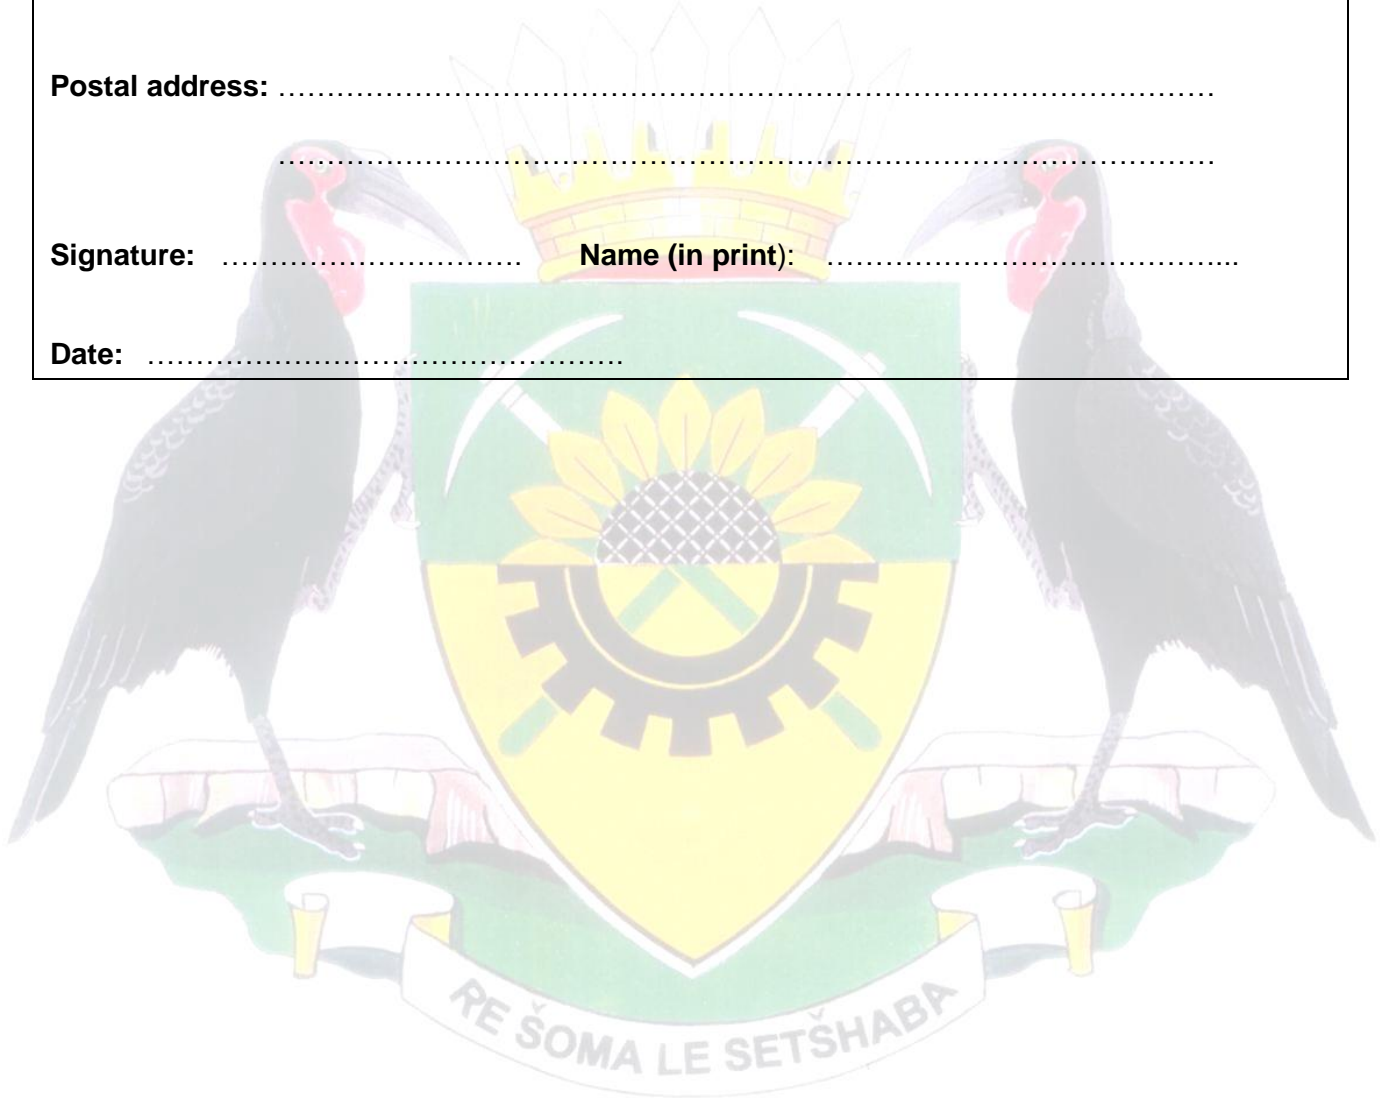 Postal address: ……………………………………………………………………………………
……………………………………………………………………………………
Signature: …………………………. Name (in print): …………………………………...
Date: ………………………………………….
RE ŠOMA LE SETŠHABA